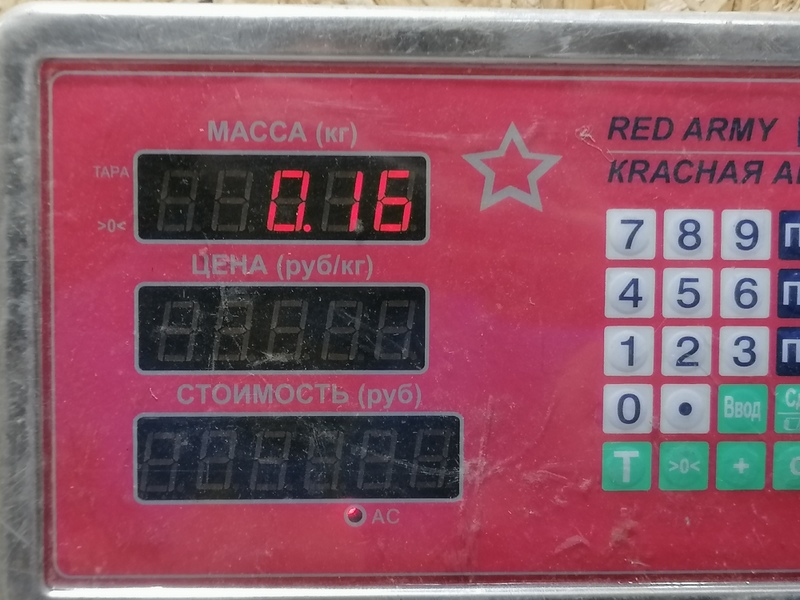 МАССА (кг)
RED ARMY
КRАСНАЯ
ТАРА
0.16
>0<
7 8 9
ЦЕНА (руб/кг)
4 5 6
1 2 3
СТОИМОСТЬ (руб)
0 • Ввод
T >0< +
AC